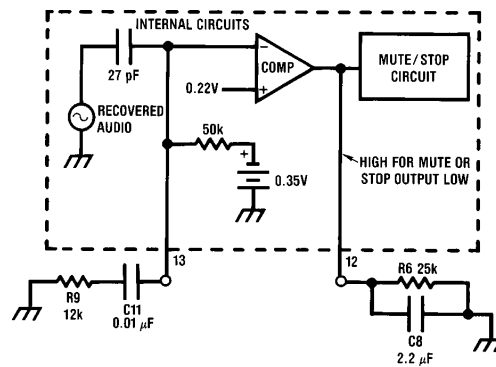 INTERNAL CIRCUITS
27 pF
−
COMP
+
MUTE/STOP
CIRCUIT
0.22V
RECOVERED
AUDIO
50k
+
0.35V
HIGH FOR MUTE OR
STOP OUTPUT LOW
13
12
R9
12k
C11
0.01 μF
R6 25k
C8
2.2 μF